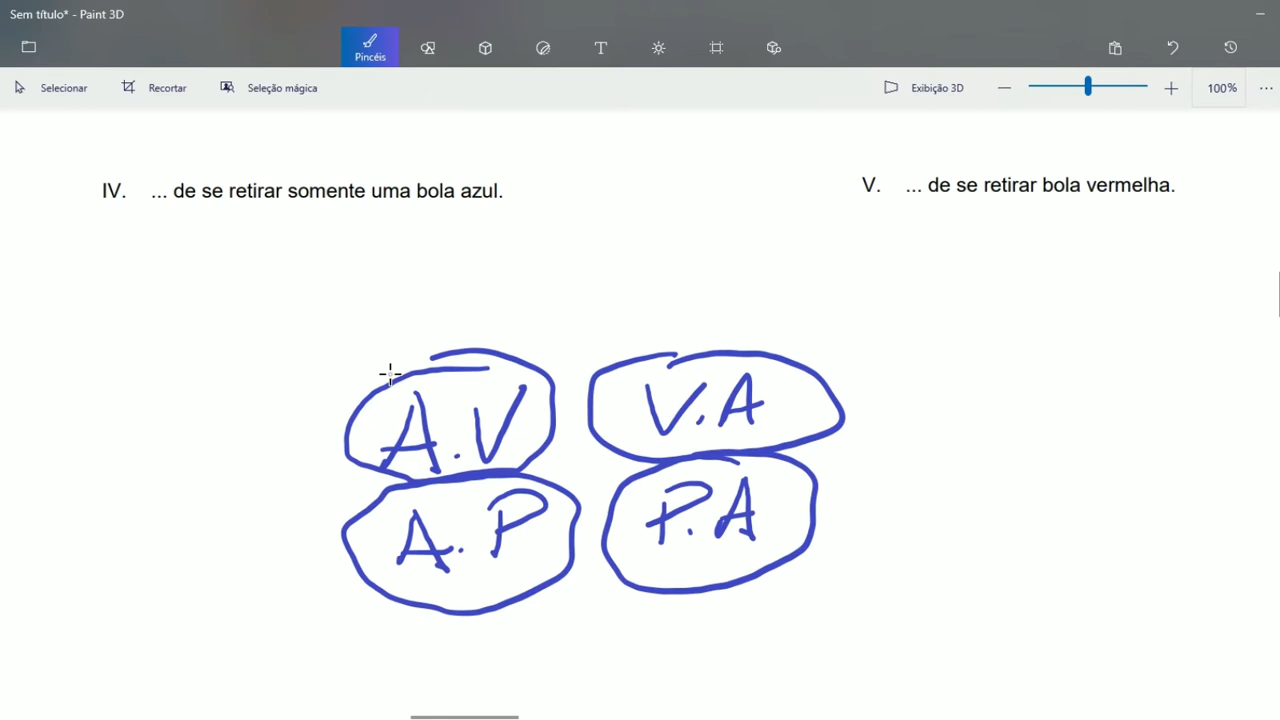 Sem título* - Paint 3D
Pincéis
Selecionar Recortar Seleção mágica Exibição 3D 100%
IV. ... de se retirar somente uma bola azul. V. ... de se retirar bola vermelha.
A.V V.A
A.P P.A